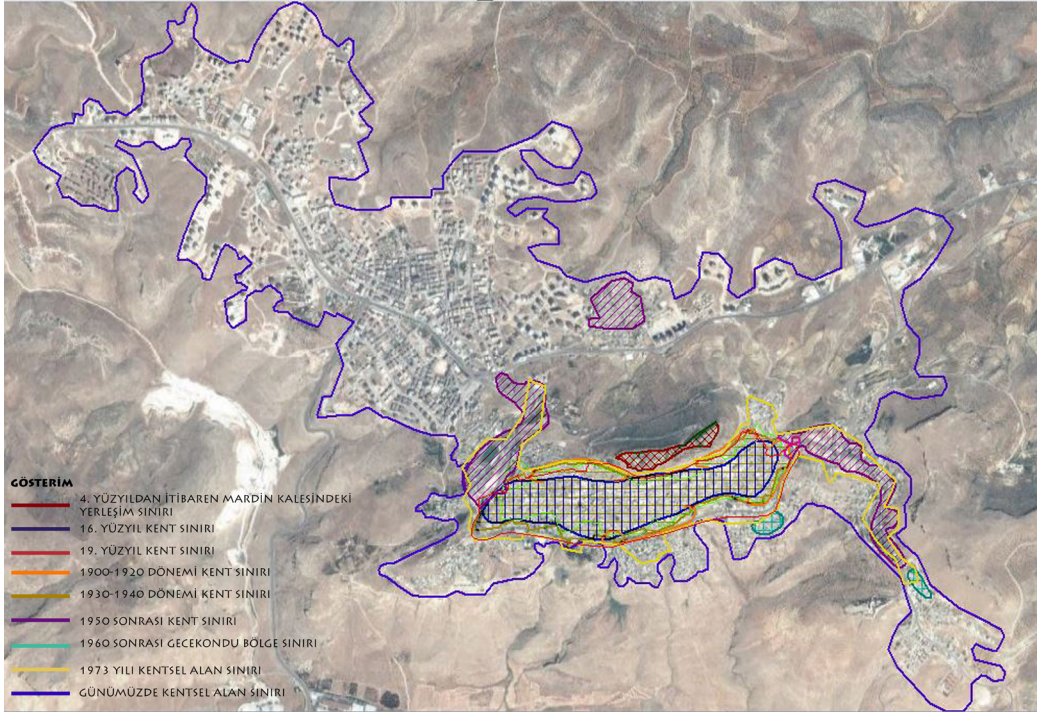 GÖSTERİM
4. YÜZYILDAN İTİBAREN MARDİN KALESİNDEKİ
YERLEŞİM SINIRI
16. YÜZYIL KENT SINIRI
19. YÜZYIL KENT SINIRI
1900-1920 DÖNEMİ KENT SINIRI
1930-1940 DÖNEMİ KENT SINIRI
1950 SONRASI KENT SINIRI
1960 SONRASI GECEKONDU BÖLGE SINIRI
1973 YILI KENTSEL ALAN SINIRI
GÜNÜMÜZDE KENTSEL ALAN SINIRI